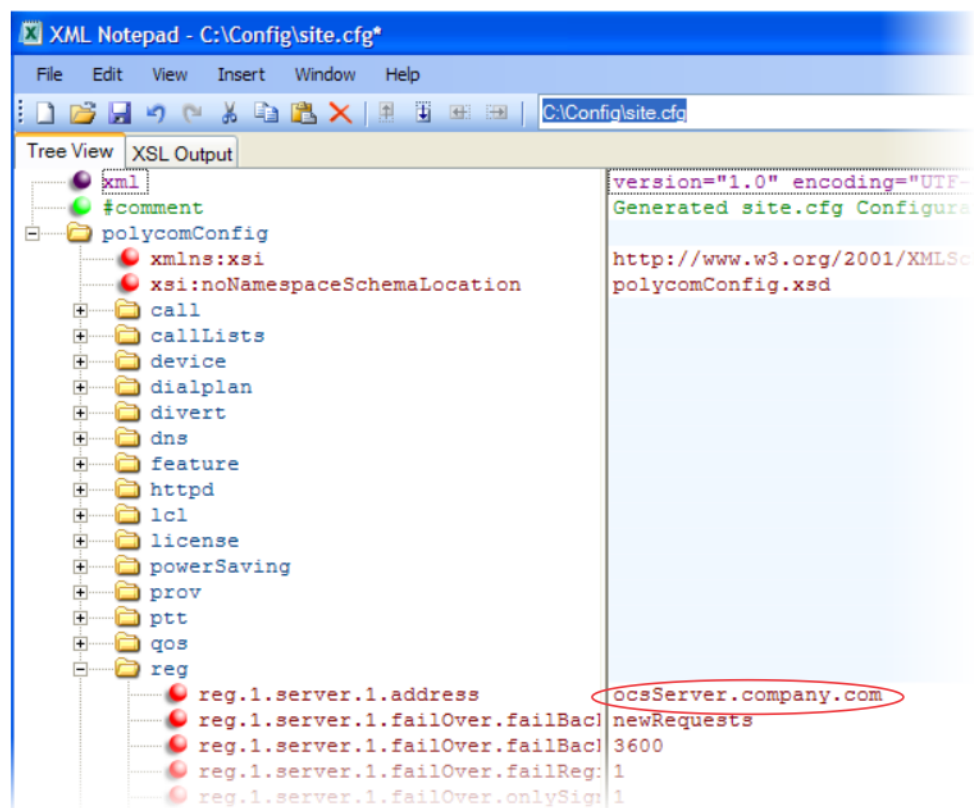 XML Notepad - C:\Config\site.cfg*
File Edit View Insert Window Help
C:\Config\site.cfg
Tree View XSL Output
xml version="1.0" encoding="UTF-
#comment Generated site.cfg Configura
polycomConfig
xmlns:xsi http://www.w3.org/2001/XMLSc
xsi:noNamespaceSchemaLocation polycomConfig.xsd
call
callLists
device
dialplan
divert
dns
feature
httpd
lcl
license
powerSaving
prov
ptt
qos
reg
reg.1.server.1.address ocsServer.company.com
reg.1.server.1.failOver.failBacl newRequests
reg.1.server.1.failOver.failBacl 3600
reg.1.server.1.failOver.failReg: 1
reg.1.server.1.failOver.onlySig: 1